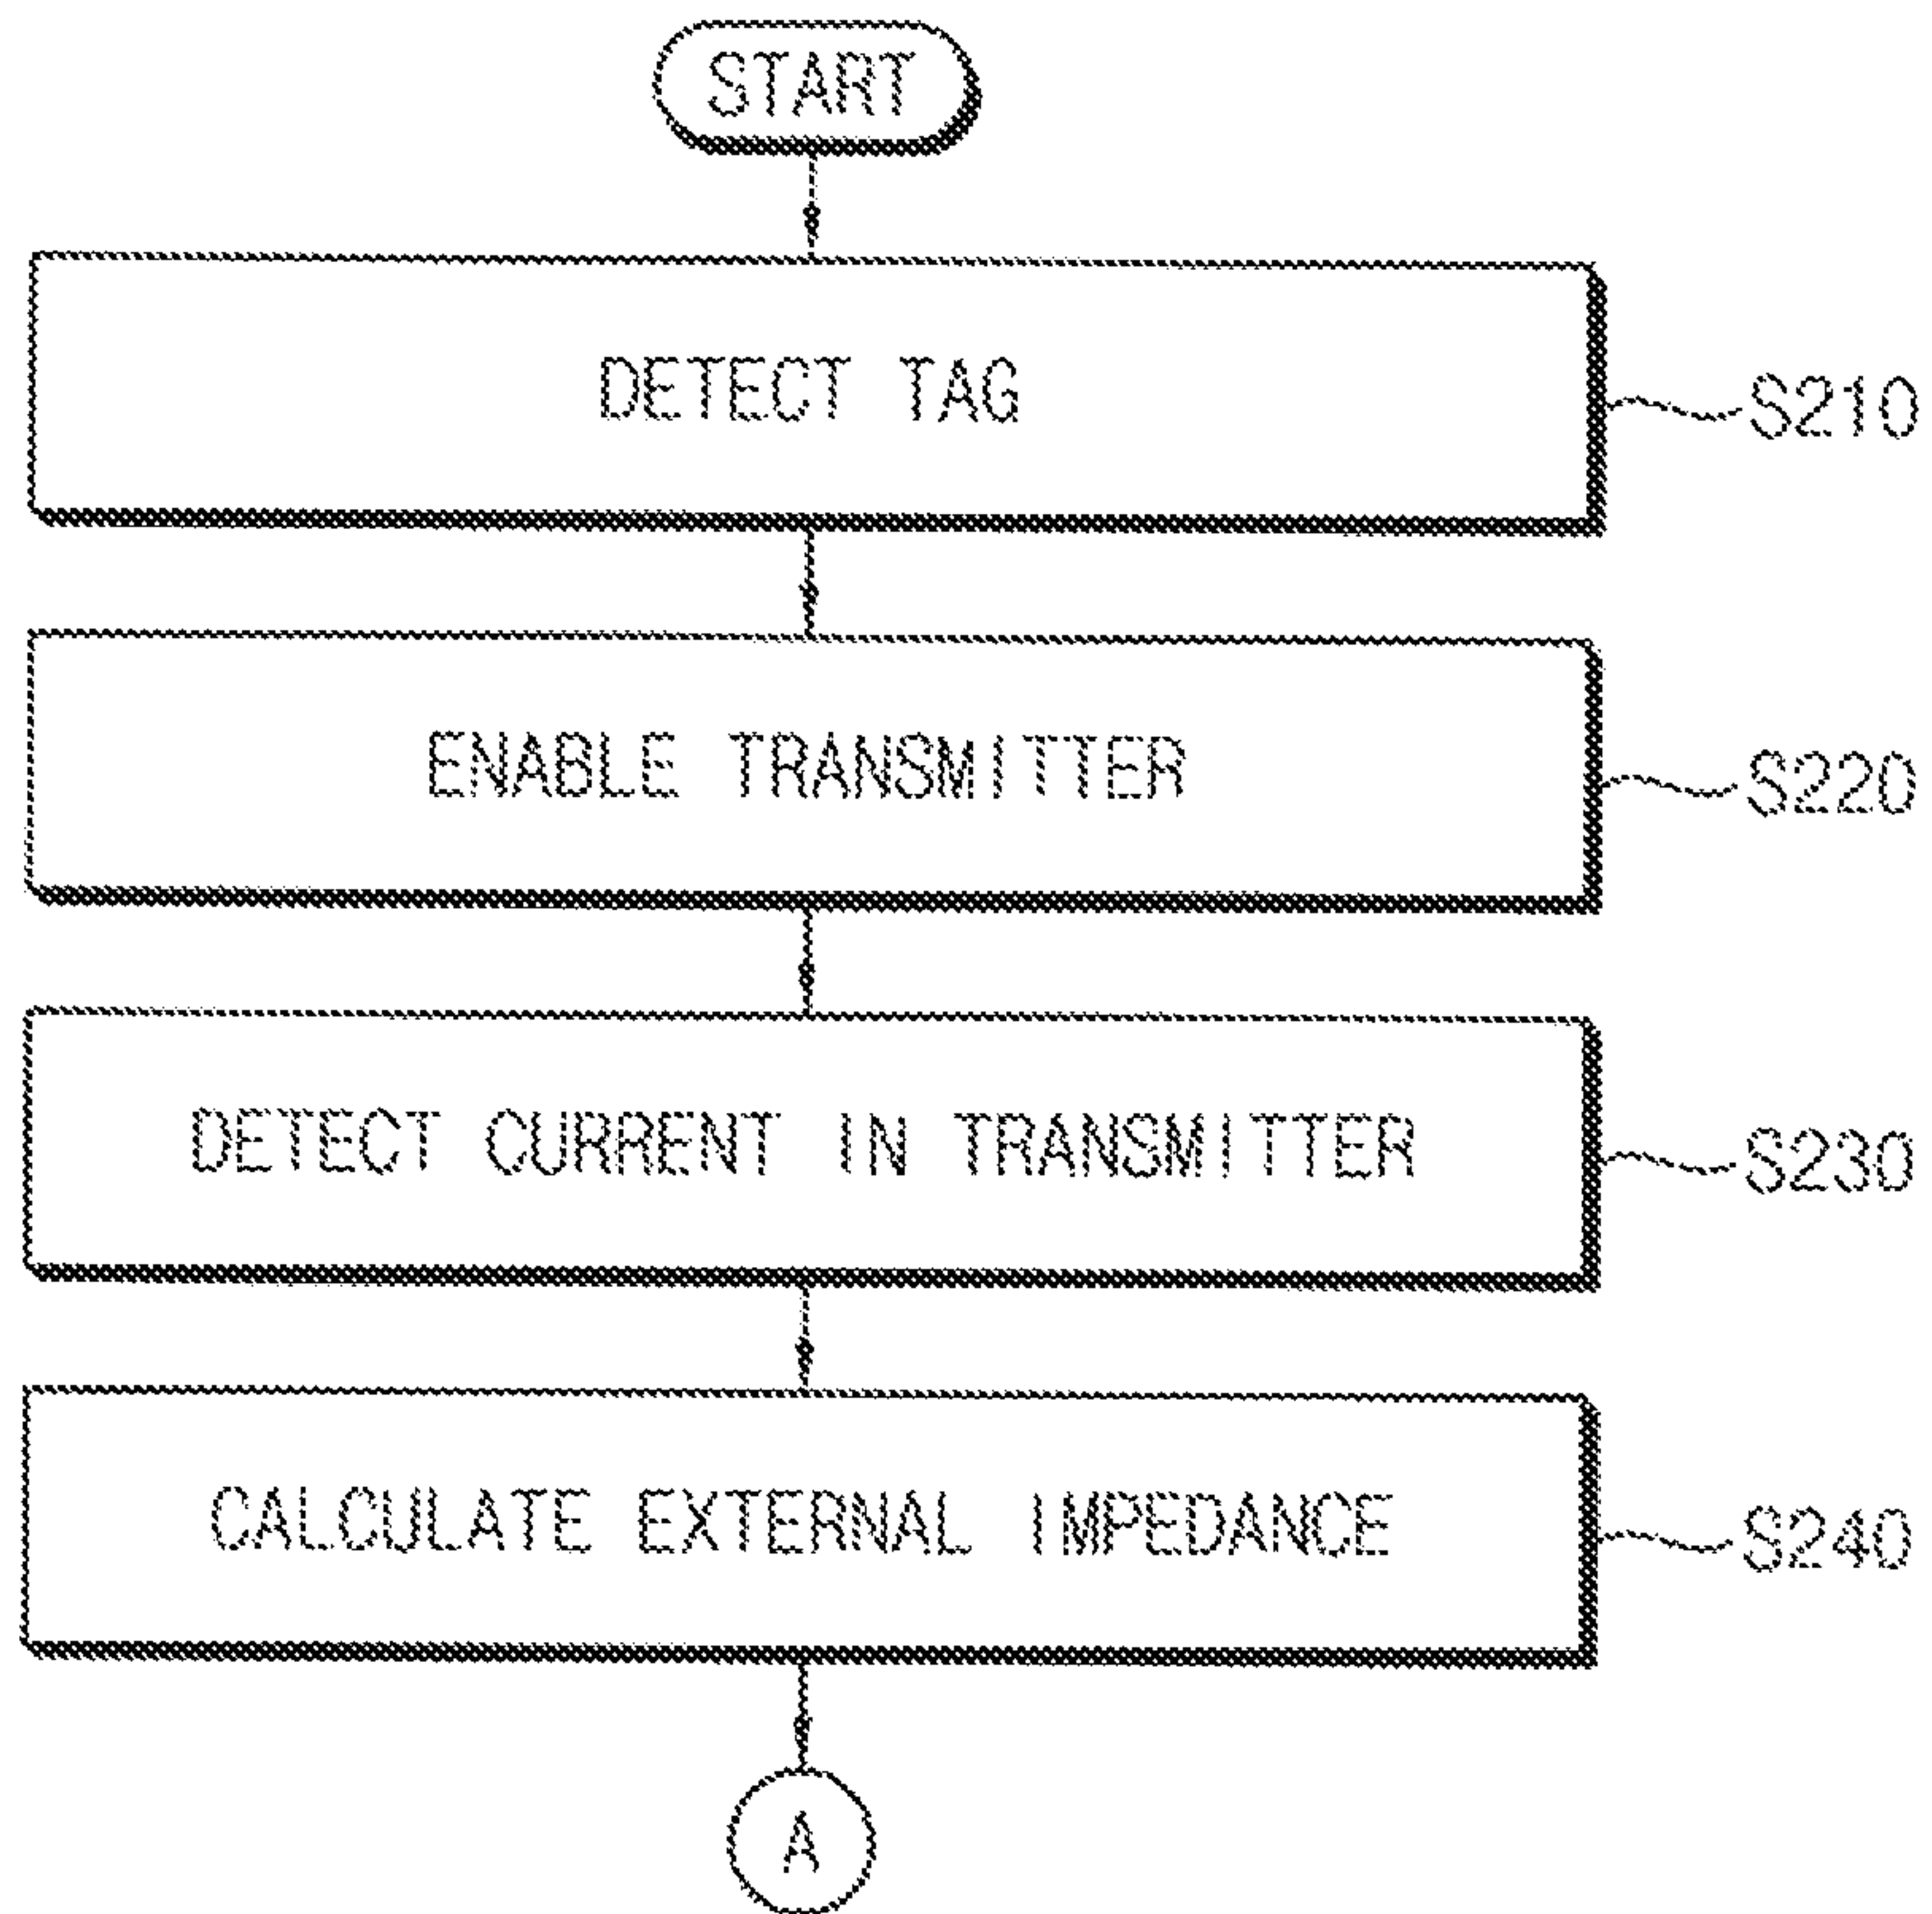 START
DETECT TAG
S210
ENABLE TRANSMITTER
S220
DETECT CURRENT IN TRANSMITTER
S230
CALCULATE EXTERNAL IMPEDANCE
S240
A